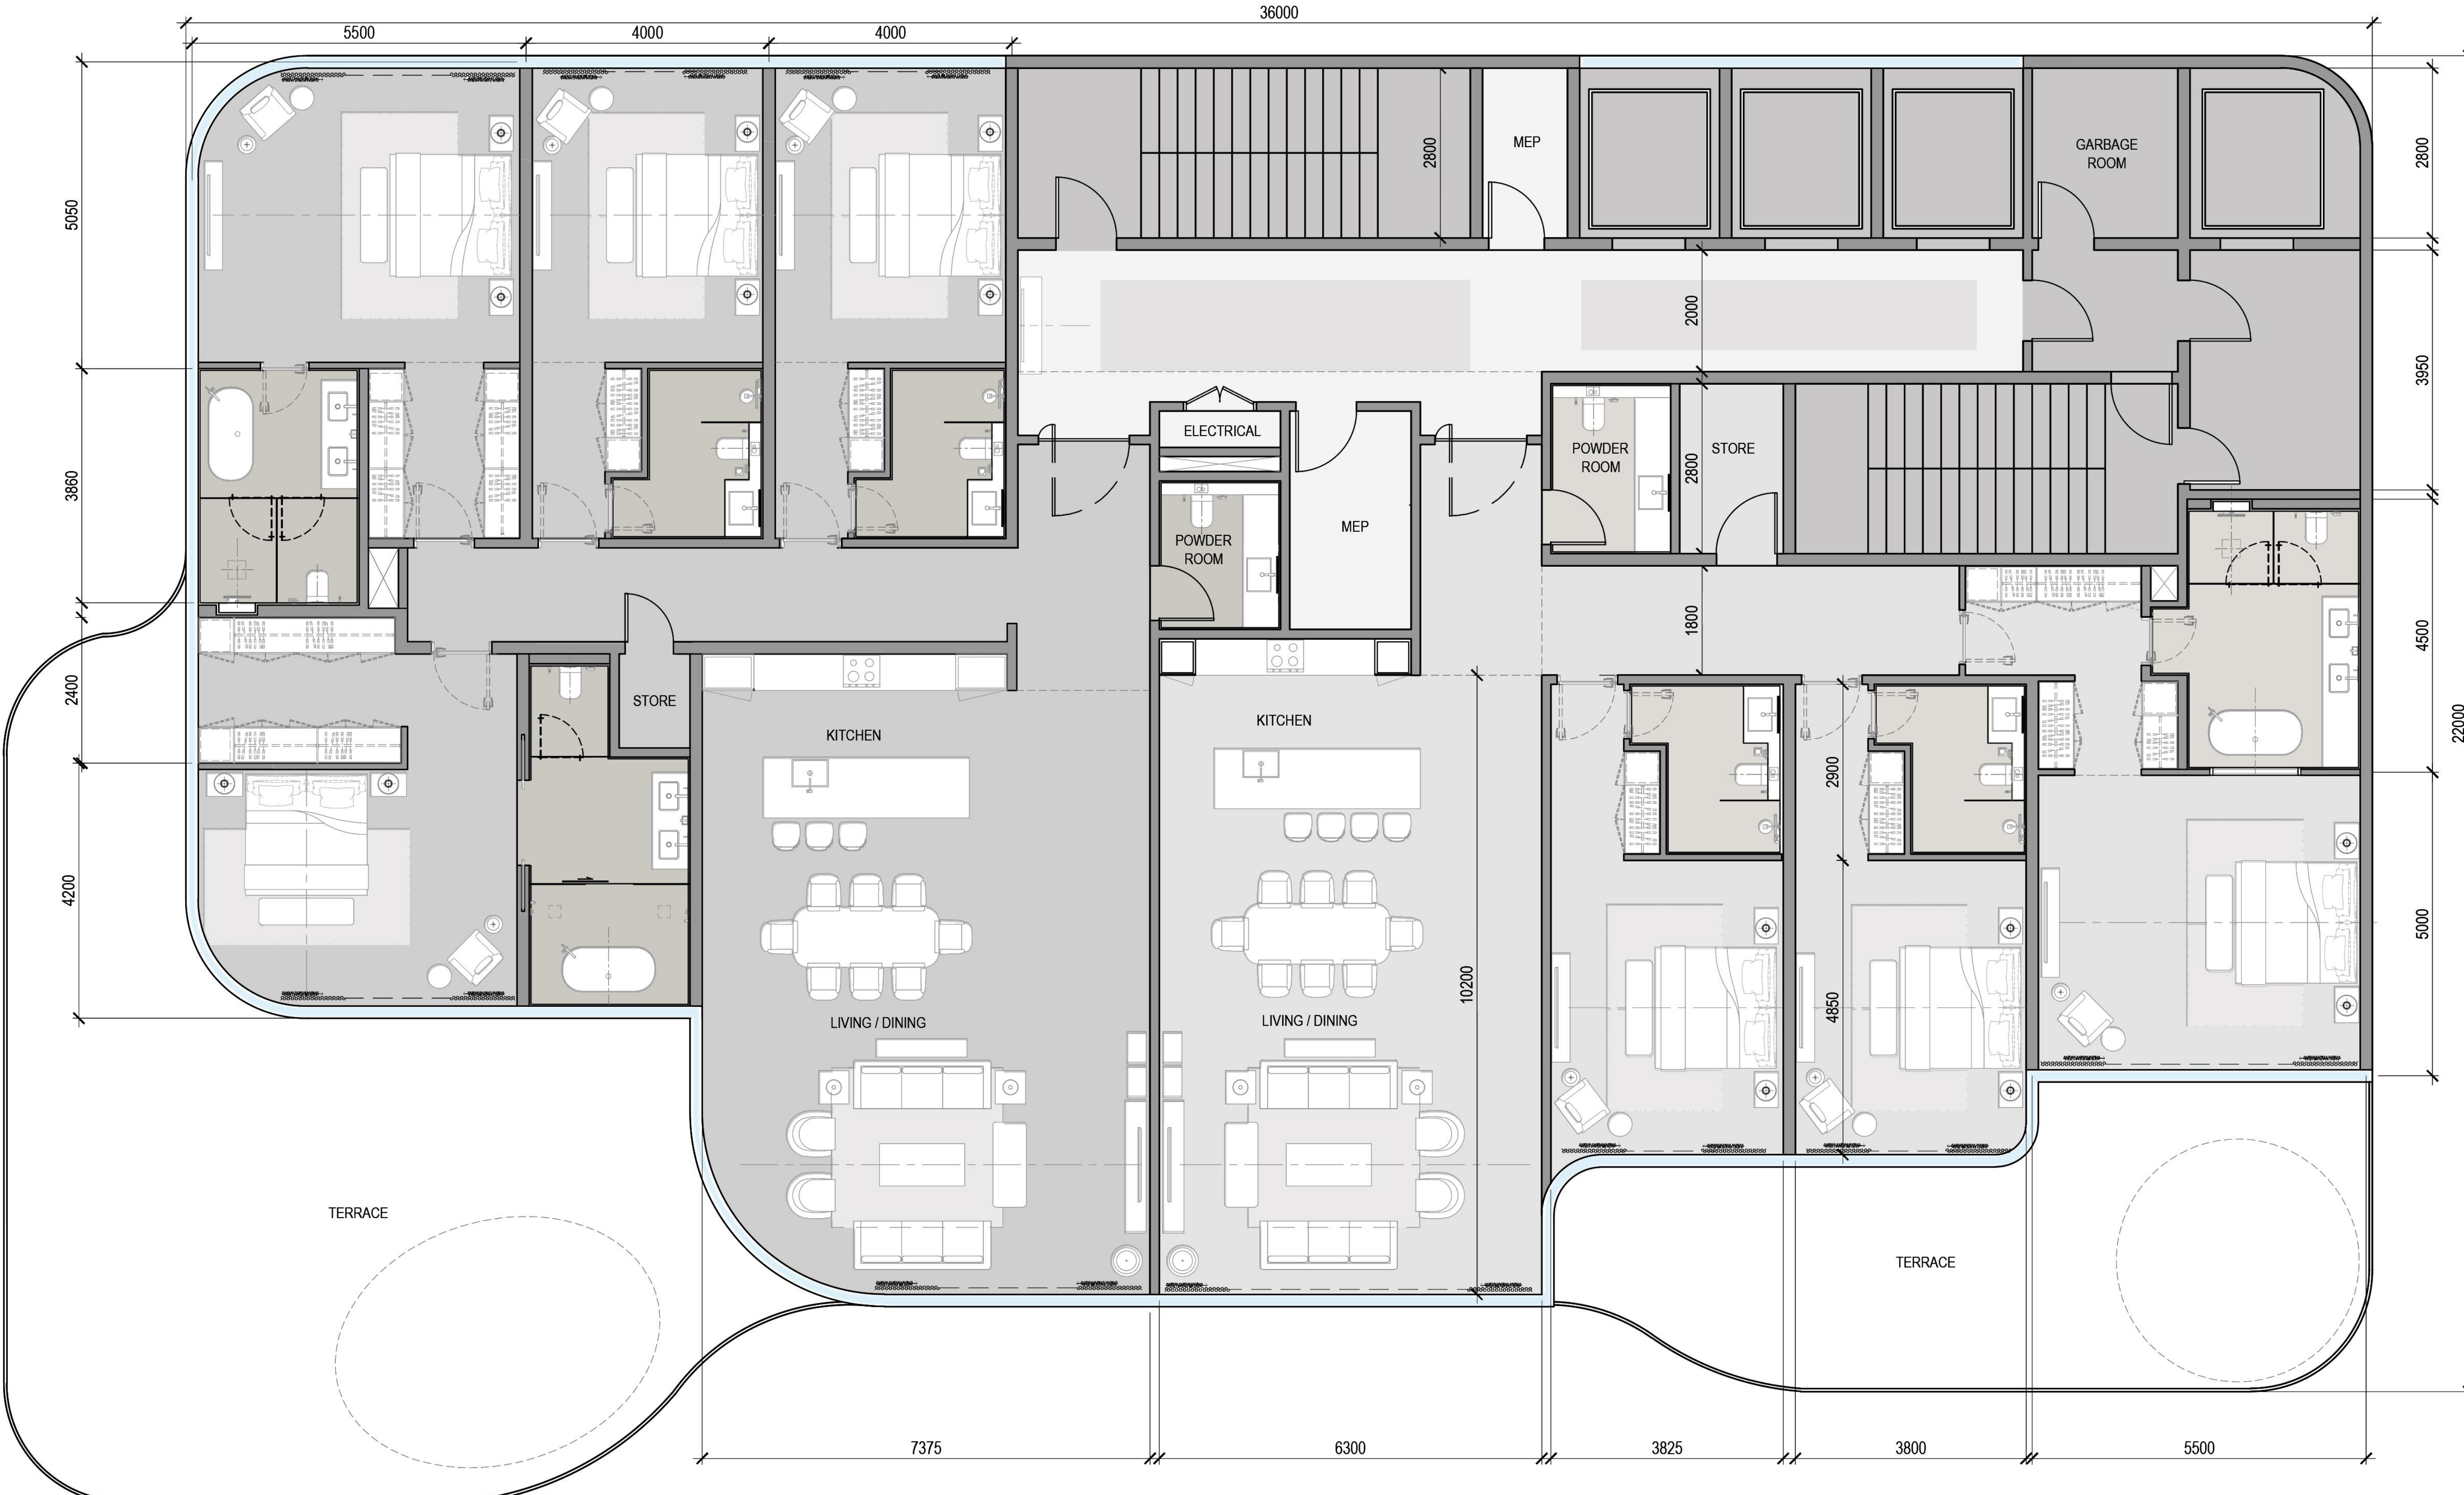 36000
5500
4000
4000
5050
2800
MEP
GARBAGE
ROOM
2800
2000
3950
ELECTRICAL
POWDER
ROOM
STORE
2800
3860
MEP
POWDER
ROOM
1800
4500
2400
STORE
KITCHEN
KITCHEN
22000
2900
4200
5000
10200
4850
LIVING / DINING
LIVING / DINING
TERRACE
TERRACE
7375
6300
3825
3800
5500